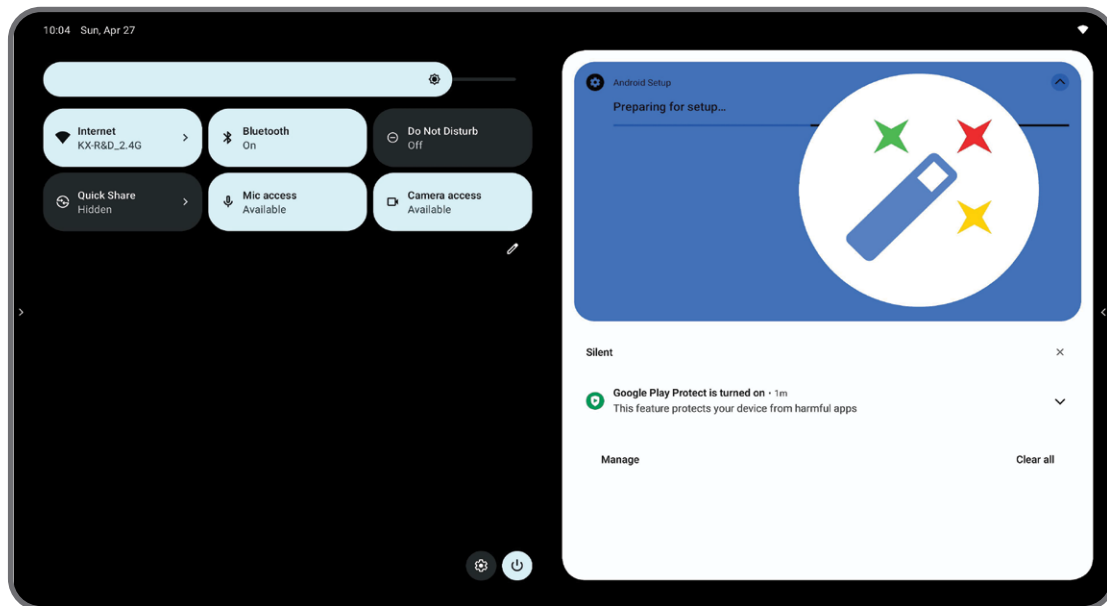 10:04 Sun, Apr 27
Internet
KX-R&D_2.4G
Bluetooth
On
Do Not Disturb
Off
Quick Share
Hidden
Mic access
Available
Camera access
Available
Android Setup
Preparing for setup...
Silent
Google Play Protect is turned on • 1m
This feature protects your device from harmful apps
Manage
Clear all